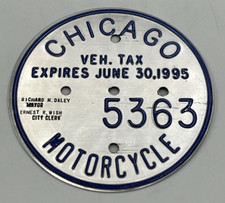 CHICAGO
VEH. TAX
EXPIRES JUNE 30,1995
RICHARD M. DALEY
MAYOR
5363
ERNEST R. WISH
CITY CLERK
MOTORCYCLE